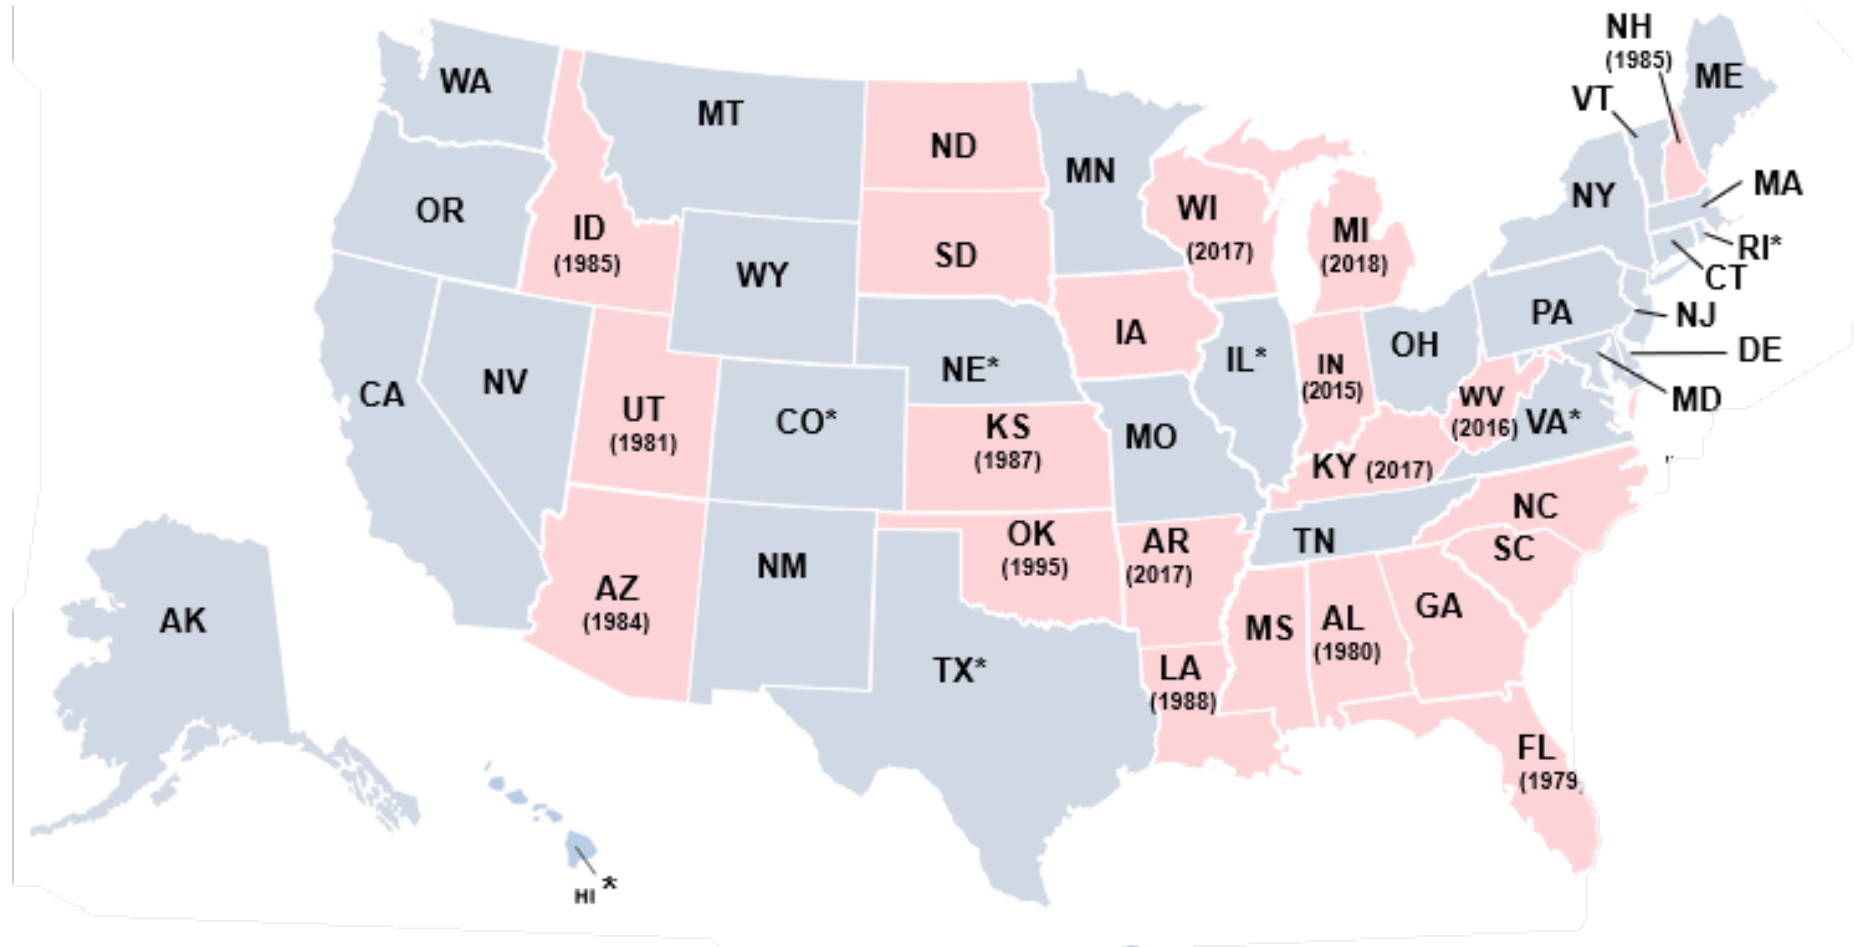 NH
(1985)
ME
VT
WA
MT
ND
MN
MA
NY
OR
ID
(1985)
WI
(2017)
MI
(2018)
RI*
CT
SD
WY
PA
NJ
IA
OH
DE
NE*
IL*
IN
(2015)
CA
NV
UT
(1981)
CO*
KS
(1987)
MO
WV
(2016)
VA*
MD
KY (2017)
NC
TN
SC
OK
(1995)
AR
(2017)
NM
AZ
(1984)
GA
AK
MS
AL
(1980)
TX*
LA
(1988)
FL
(1979
HI *